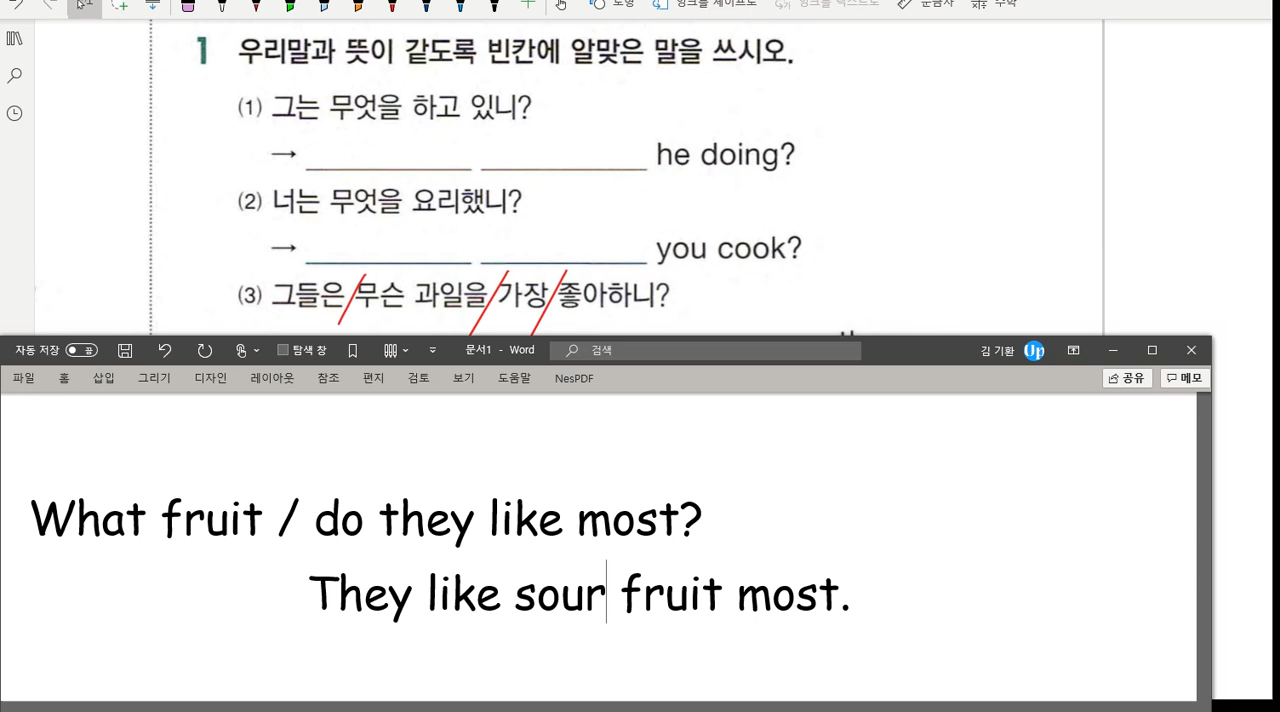 1 우리말과 뜻이 같도록 빈칸에 알맞은 말을 쓰시오.
(1) 그는 무엇을 하고 있니?
→ he doing?
(2) 너는 무엇을 요리했니?
→ you cook?
(3) 그들은/무슨 과일을/가장/좋아하니?
자동 저장 탐색 창 문서1 - Word 검색 김 기환 Up
파일 홈 삽입 그리기 디자인 레이아웃 참조 편지 검토 보기 도움말 NesPDF 공유 메모
What fruit / do they like most?
They like sour fruit most.